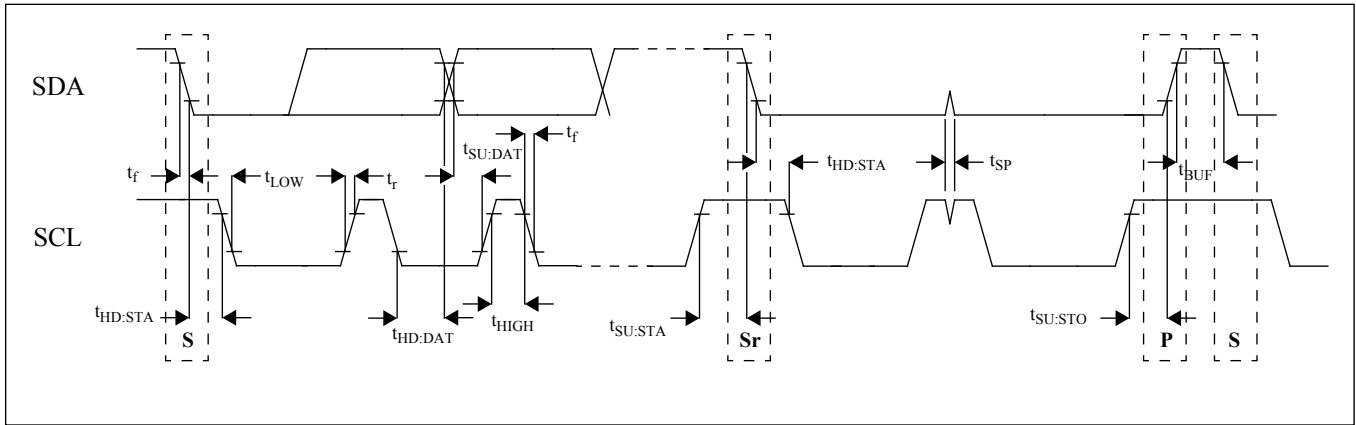 SDA
t_f
t_SU:DAT
t_f
t_LOW
t_r
t_HD:STA
t_SP
t_BUF
SCL
t_HD:STA
t_HD:DAT
t_HIGH
t_SU:STA
t_SU:STO
S
Sr
P
S